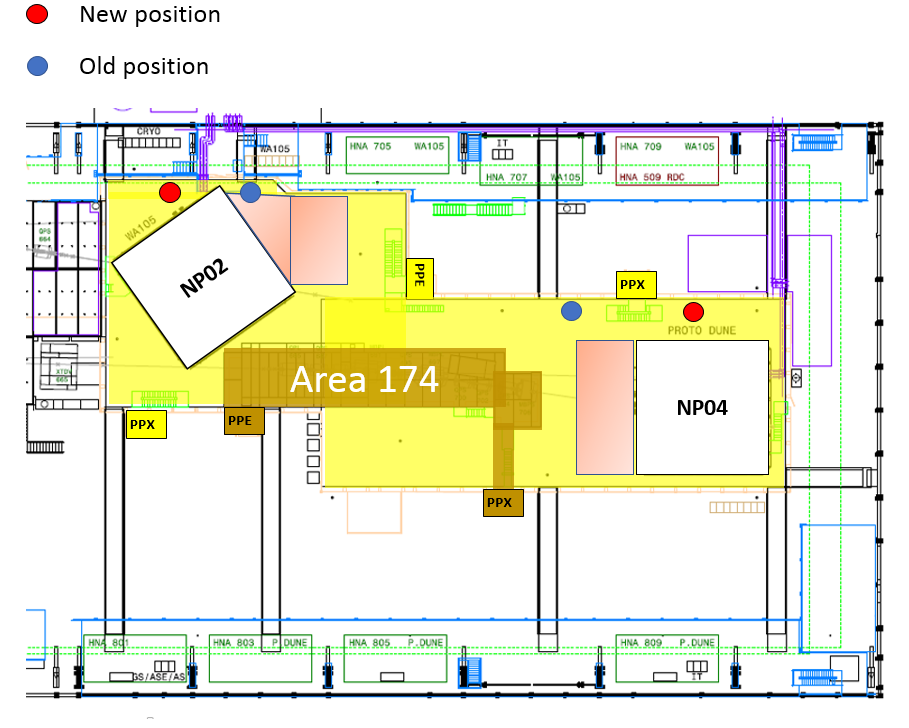 New position
Old position
CRYO
WA105
HNA 705 WA105
IT
HNA 707 WA105
HNA 709 WA105
HNA 509 RDC
WA105
NP02
PPE
PPX
PROTO DUNE
Area 174
NP04
PPX
PPE
PPX
HNA 801
GS/ASE/AS
HNA 803 P.DUNE
HNA 805 P.DUNE
HNA 809 P.DUNE
IT